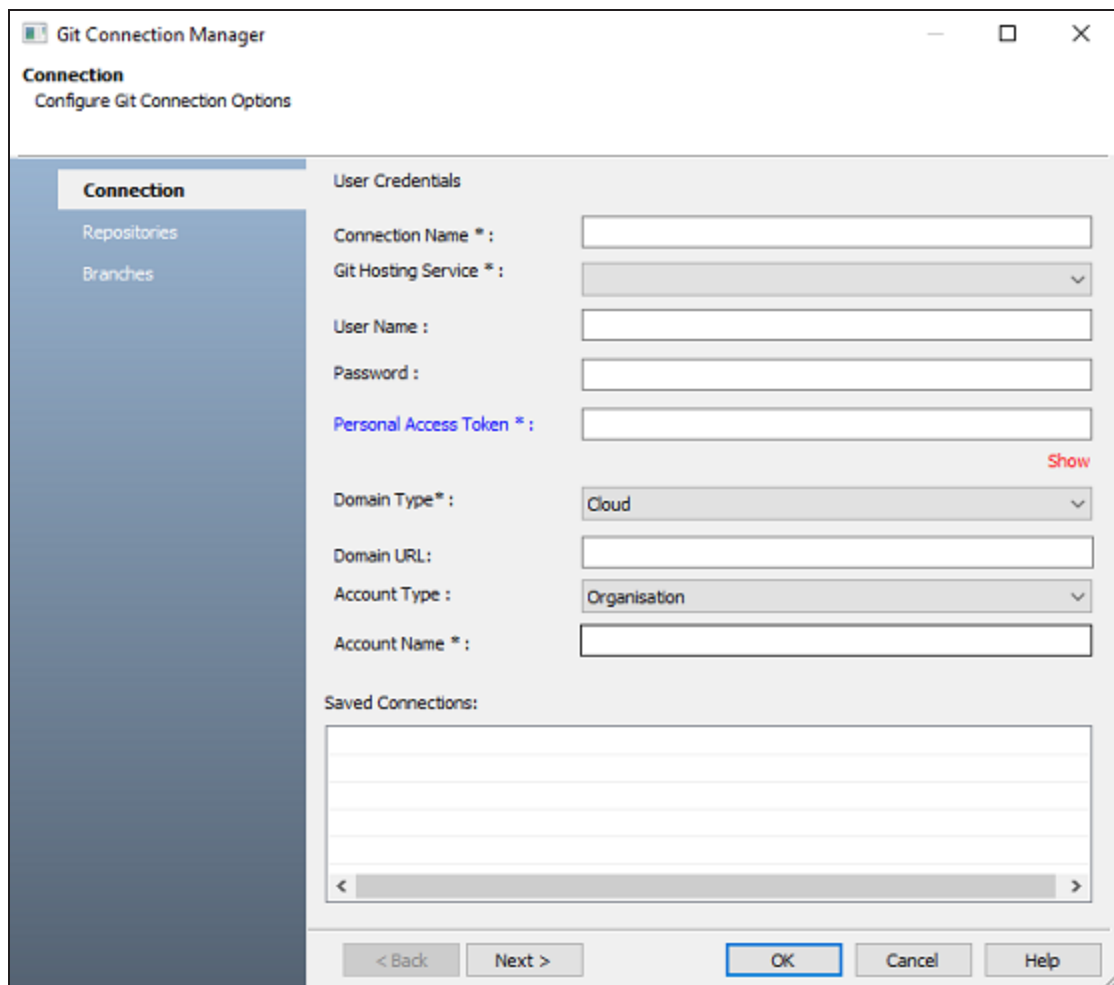 Git Connection Manager
Connection
Configure Git Connection Options
Connection
Repositories
Branches
User Credentials
Connection Name * :
Git Hosting Service * :
User Name :
Password :
Personal Access Token * :
Show
Domain Type* :
Cloud
Domain URL:
Account Type :
Organisation
Account Name * :
Saved Connections:
< Back
Next >
OK
Cancel
Help